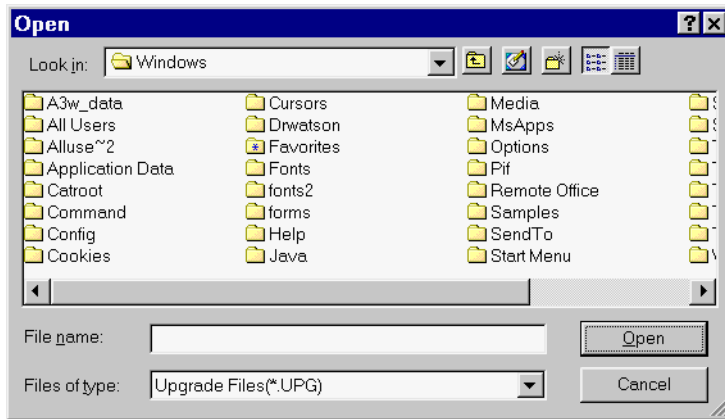 Open
Look in: Windows
A3w_data Cursors Media
All Users Drwatson MsApps
Alluse~2 Favorites Options
Application Data Fonts Pif
Catroot fonts2 Remote Office
Command forms Samples
Config Help SendTo
Cookies Java Start Menu
File name: Open
Files of type: Upgrade Files(*.UPG) Cancel